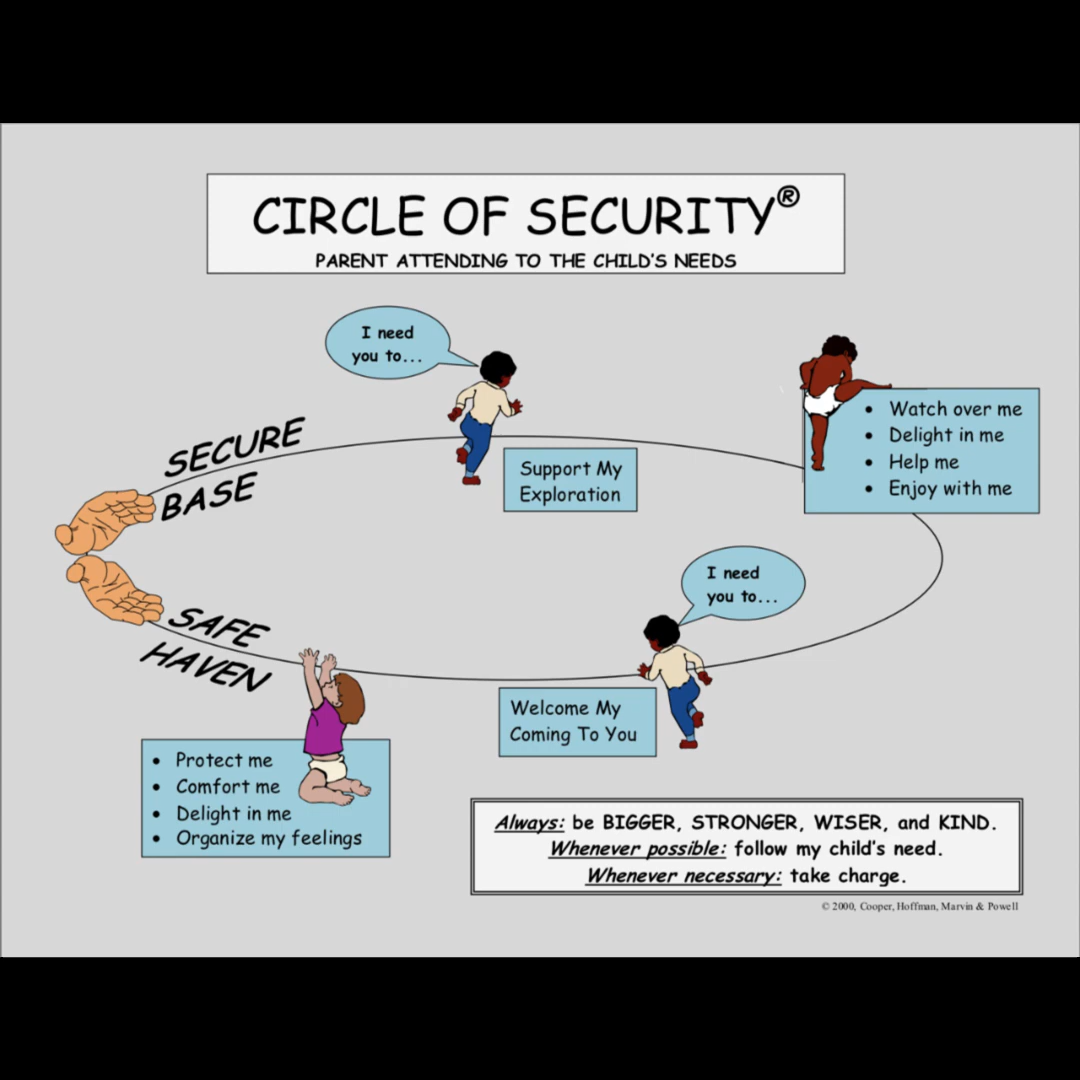 CIRCLE OF SECURITY®
PARENT ATTENDING TO THE CHILD'S NEEDS
I need
you to...
SECURE
BASE
Support My
Exploration
• Watch over me
• Delight in me
• Help me
• Enjoy with me
I need
you to...
SAFE
HAVEN
Welcome My
Coming To You
• Protect me
• Comfort me
• Delight in me
• Organize my feelings
Always: be BIGGER, STRONGER, WISER, and KIND.
Whenever possible: follow my child's need.
Whenever necessary: take charge.
© 2000, Cooper, Hoffman, Marvin & Powell